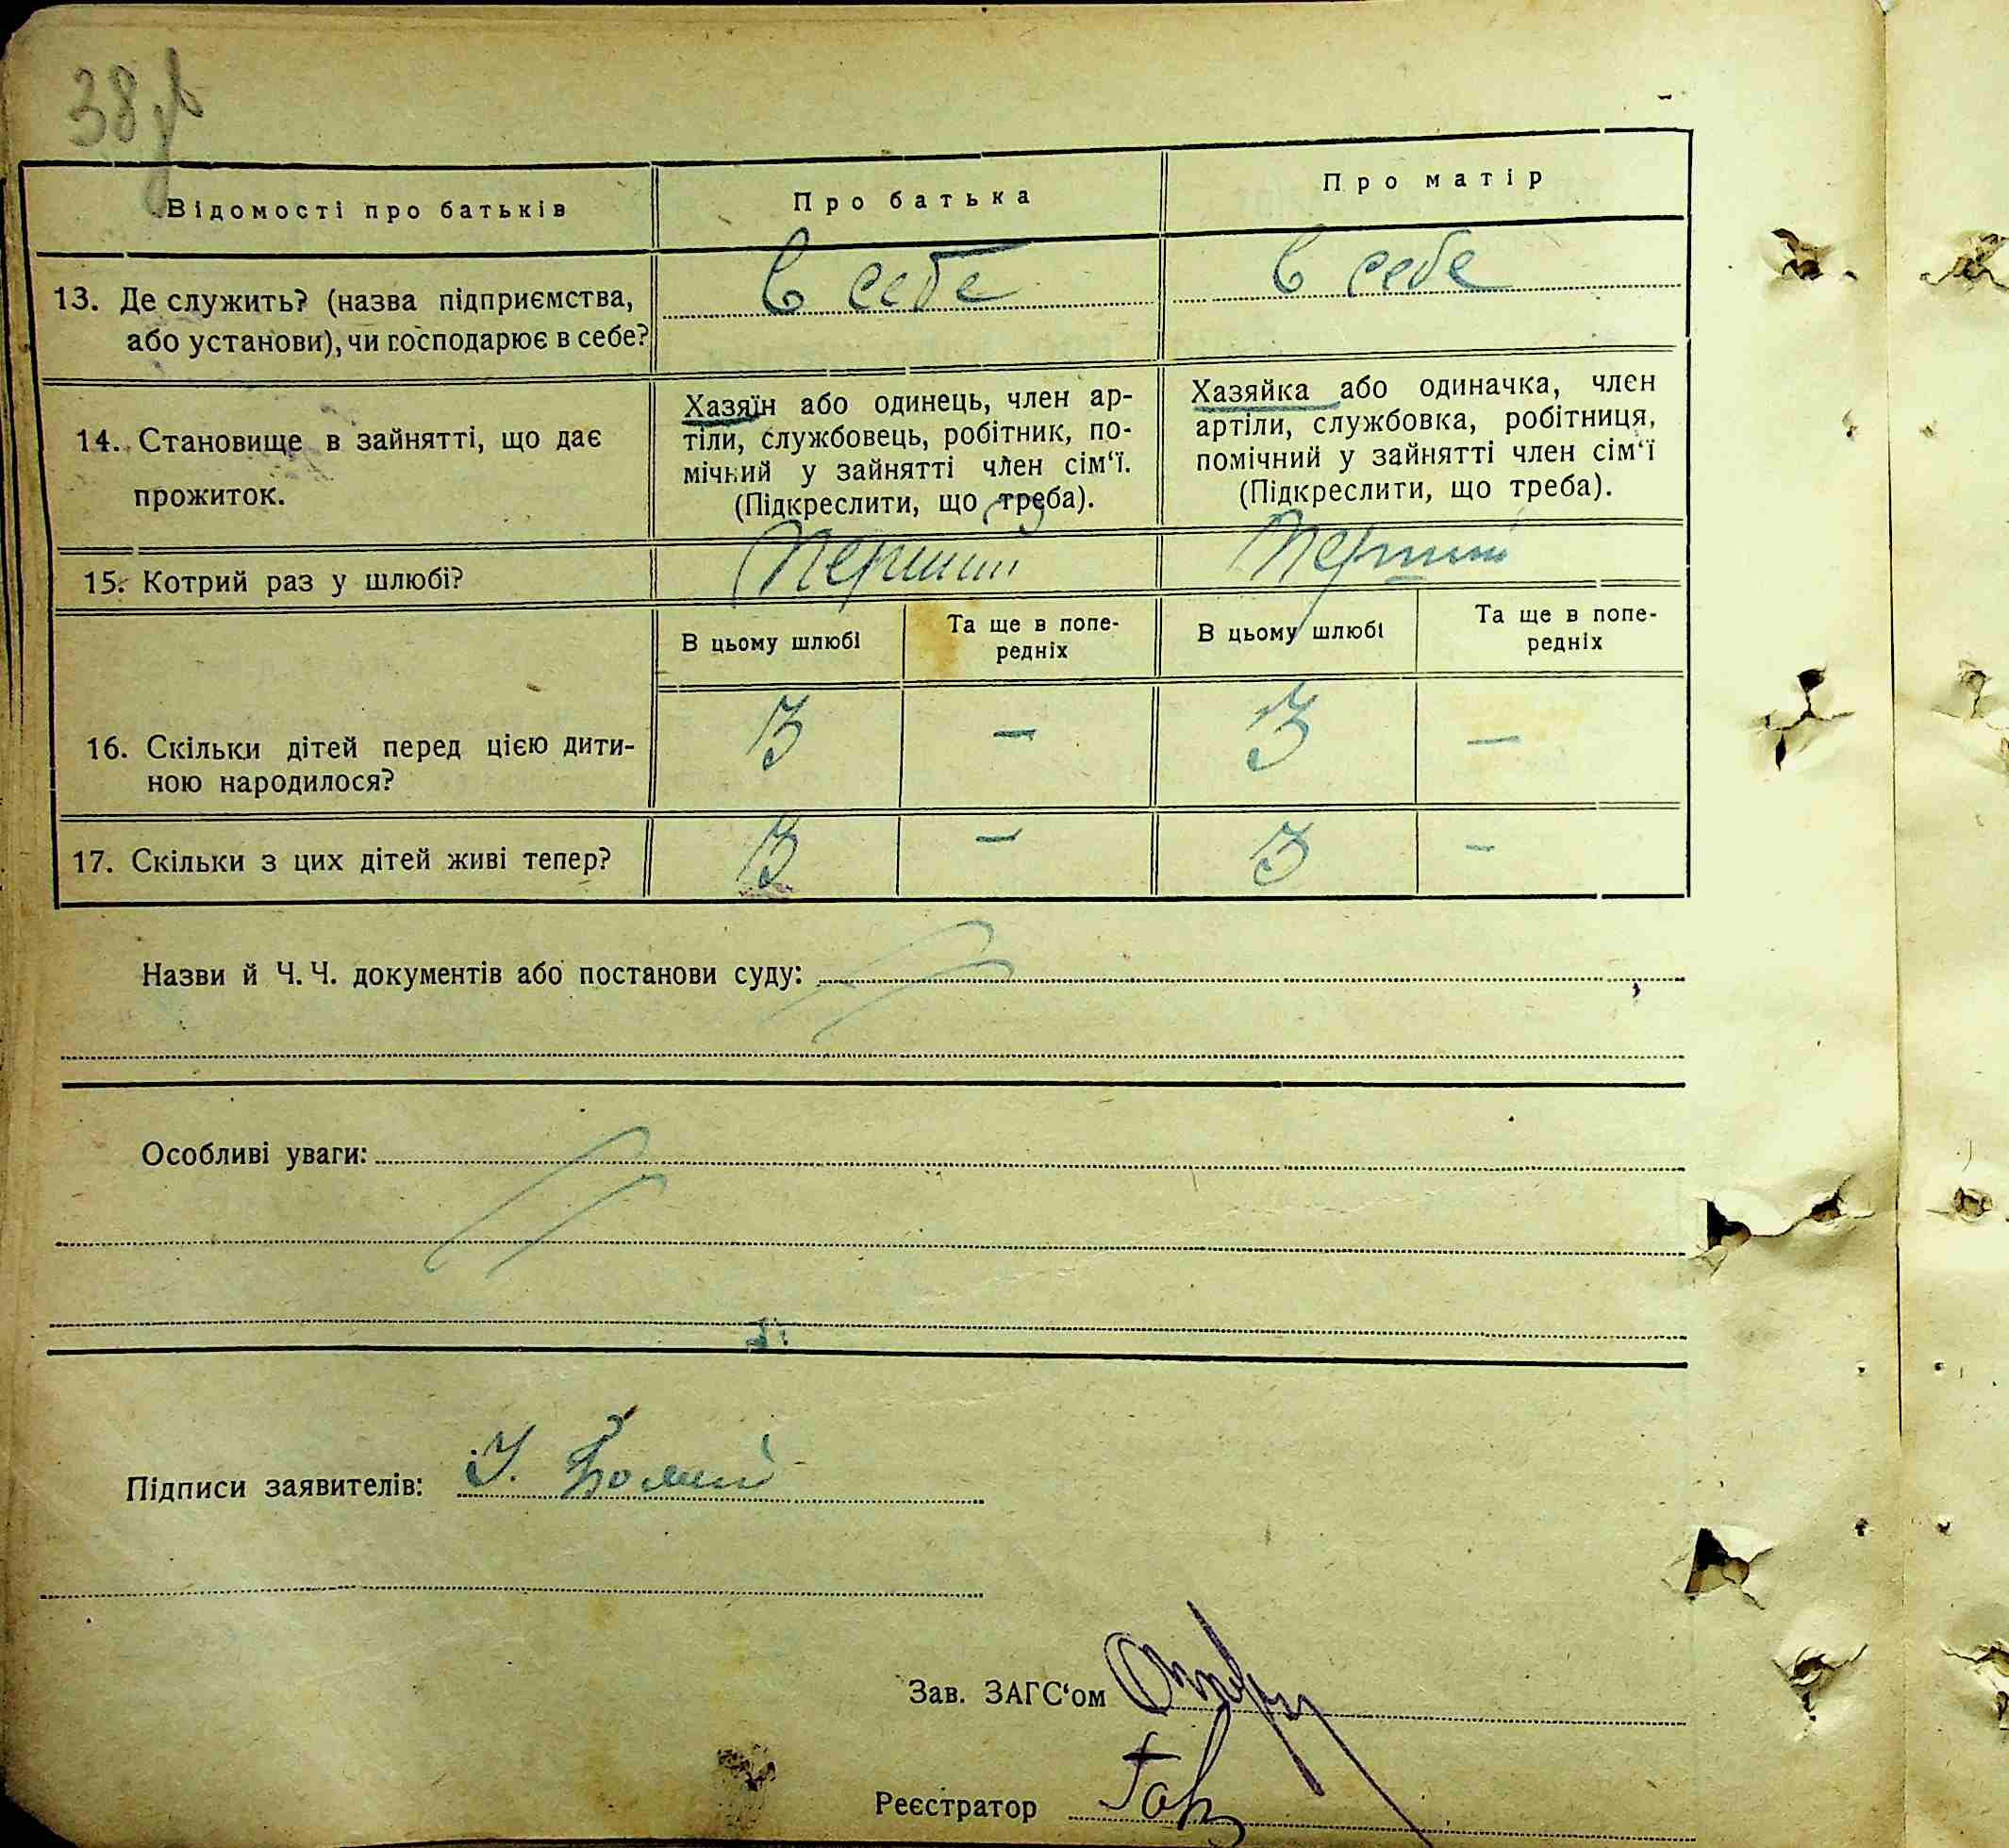 38
Відомості про батьків
Про батька
Про матір
13. Де служить? (назва підприємства,
або установи), чи господарює в себе?
в себе
в себе
14. Становище в зайнятті, що дає
прожиток.
Хазяїн або одинець, член ар-
тіли, службовець, робітник, по-
мічний у зайнятті член сім‘ї.
(Підкреслити, що треба).
Хазяйка або одиначка, член
артіли, службовка, робітниця,
помічний у зайнятті член сім‘ї
(Підкреслити, що треба).
15. Котрий раз у шлюбі?
Перший
Перший
В цьому шлюбі
Та ще в попе-
редніх
В цьому шлюбі
Та ще в попе-
редніх
16. Скільки дітей перед цією дити-
ною народилося?
3
—
3
—
17. Скільки з цих дітей живі тепер?
3
—
3
—
Назви й Ч. Ч. документів або постанови суду:
Особливі уваги:
Підписи заявителів:
Зав. ЗАГС‘ом
Реєстратор